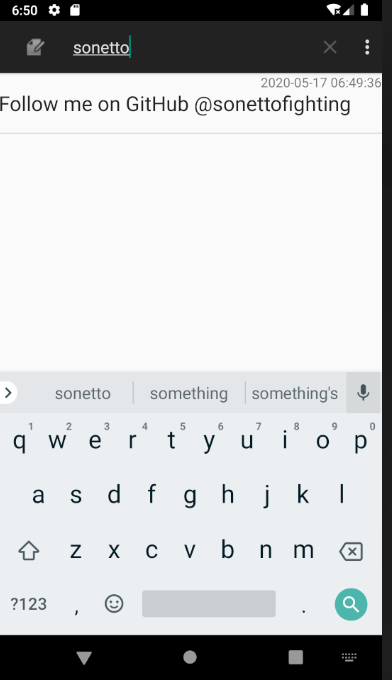 6:50
sonetto
2020-05-17 06:49:36
Follow me on GitHub @sonettofighting
sonetto something something's
1 2 3 4 5 6 7 8 9 0
q w e r t y u i o p
a s d f g h j k l
z x c v b n m
?123 , .